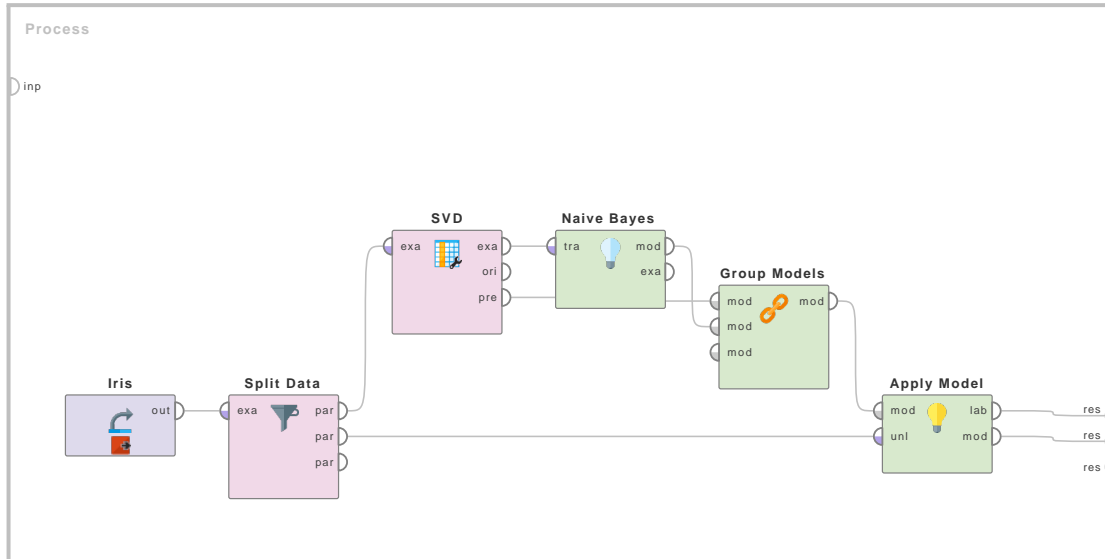 Process
inp
SVD
exa exa
ori
pre
Naive Bayes
tra mod
exa
Group Models
mod mod
mod
mod
Iris
out
Split Data
exa par
par
par
Apply Model
mod lab
unl mod
res
res
res